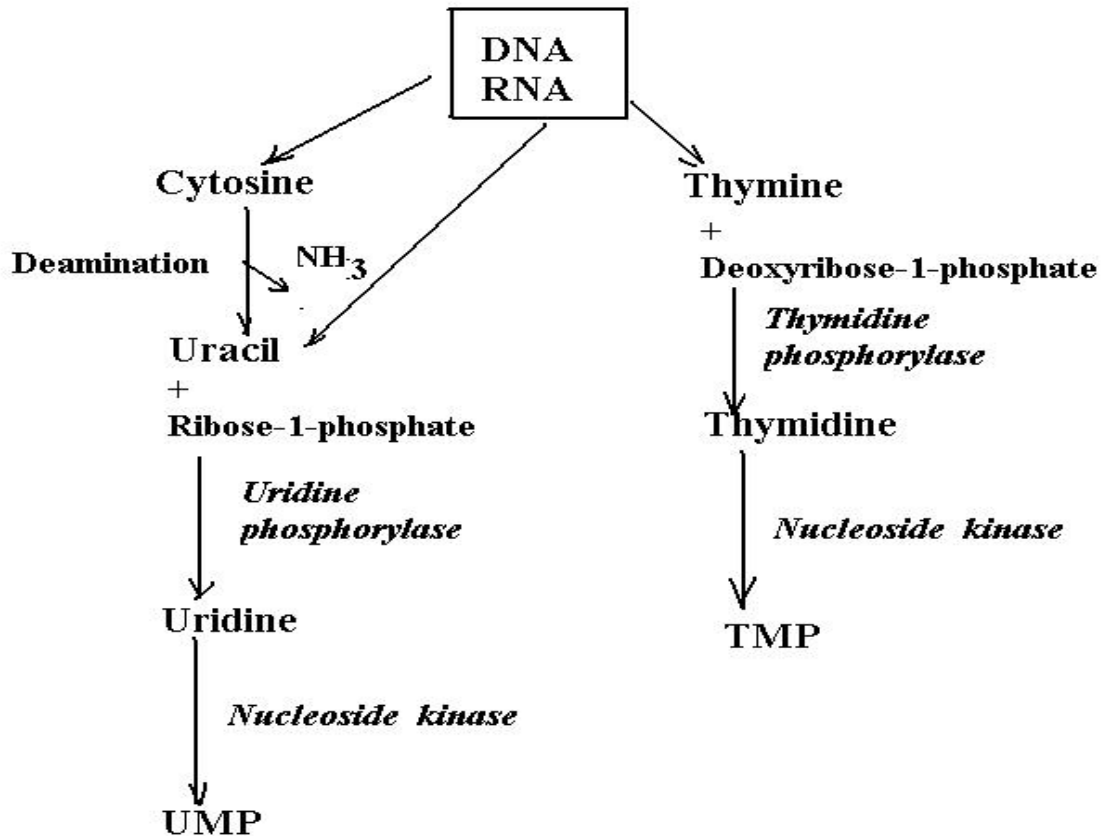 DNA
RNA
Cytosine
Thymine
+
Deamination
NH3
Deoxyribose-1-phosphate
Thymidine
phosphorylase
Uracil
+
Ribose-1-phosphate
Thymidine
Uridine
phosphorylase
Nucleoside kinase
Uridine
TMP
Nucleoside kinase
UMP